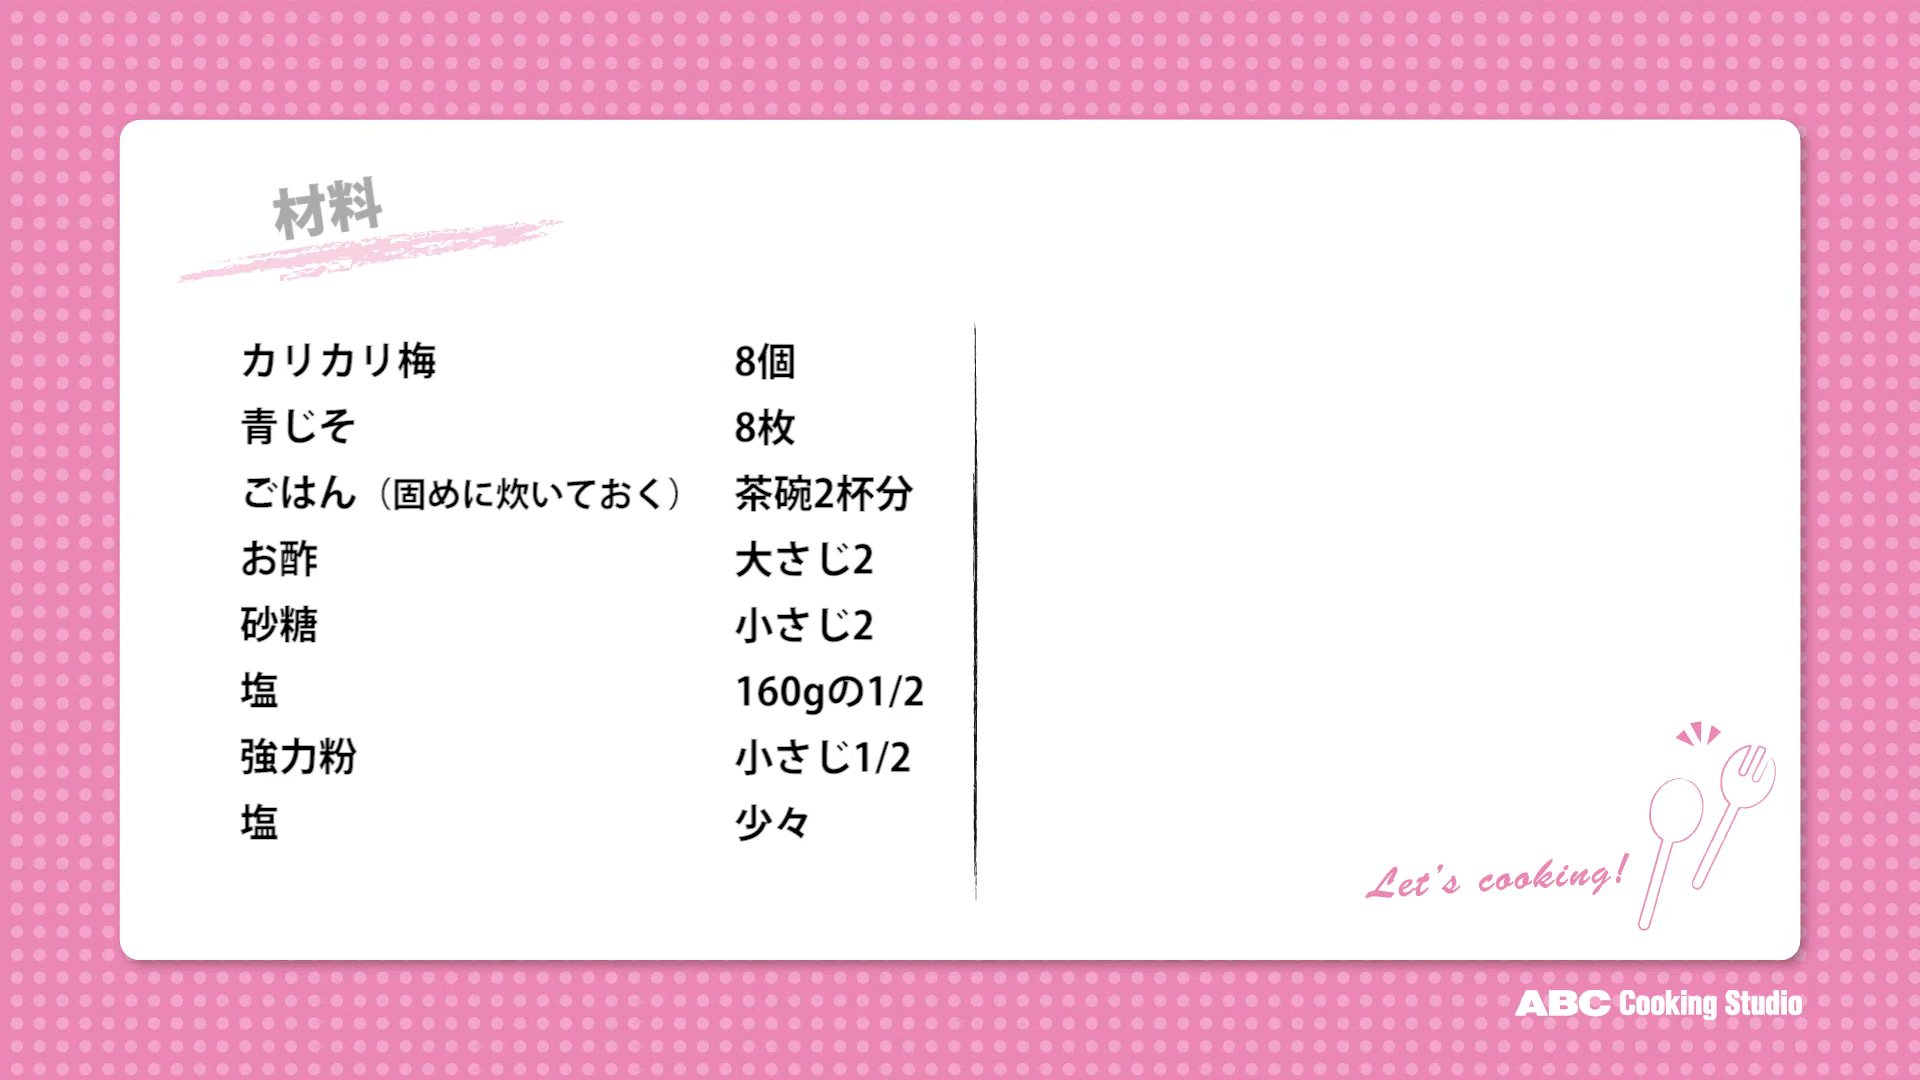 材料
カリカリ梅 8個
青じそ 8枚
ごはん（固めに炊いておく） 茶碗2杯分
お酢 大さじ2
砂糖 小さじ2
塩 160gの1/2
強力粉 小さじ1/2
塩 少々
Let's cooking!
ABC Cooking Studio